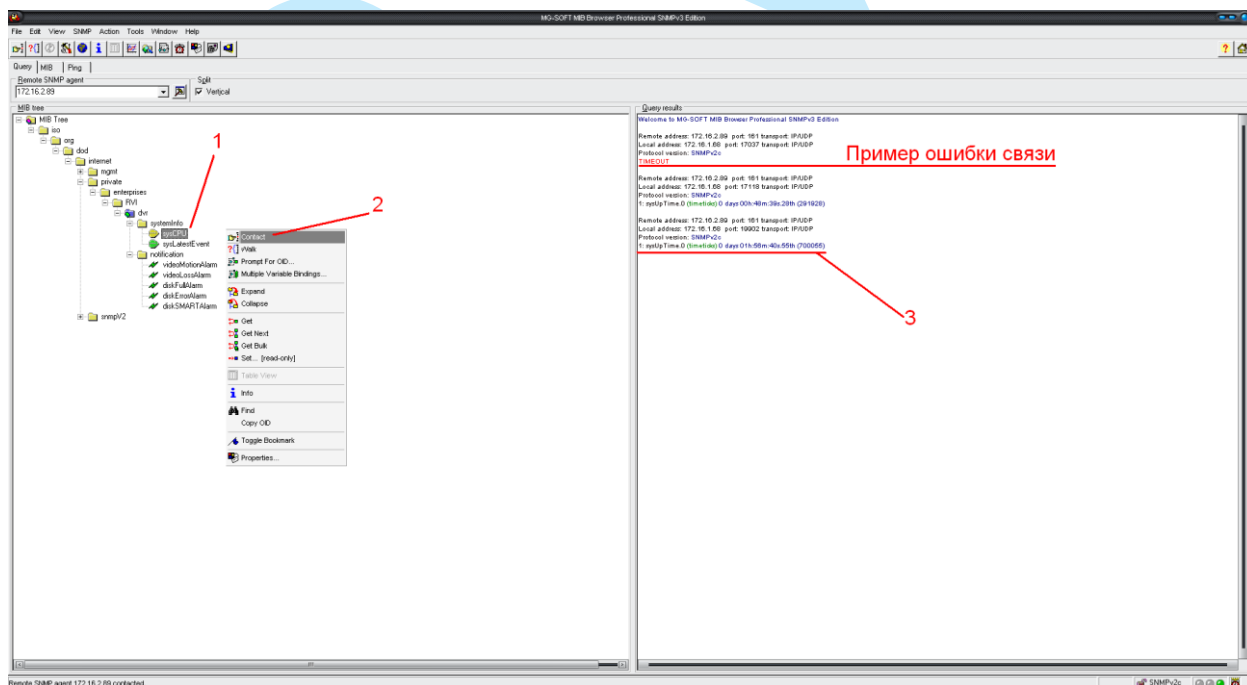 MG-SOFT MIB Browser Professional SNMPv3 Edition
File Edit View SNMP Action Tools Window Help
Query MIB Ping
Remote SNMP agent
Split
172.16.2.89
Vertical
MIB tree
MIB Tree
iso
org
dod
internet
mgmt
private
enterprises
RVI
dvr
systemInfo
sysCPU
sysLatestEvent
notification
videoMotionAlarm
videoLossAlarm
diskFullAlarm
diskErrorAlarm
diskSMARTAlarm
snmpV2
1
2
Contact
Walk
Prompt For OID...
Multiple Variable Bindings...
Expand
Collapse
Get
Get Next
Get Bulk
Set... [read-only]
Table View
Info
Find
Copy OID
Toggle Bookmark
Properties...
Query results
Welcome to MG-SOFT MIB Browser Professional SNMPv3 Edition
Remote address: 172.16.2.89 port: 161 transport: IP/UDP
Local address: 172.16.1.68 port: 17037 transport: IP/UDP
Protocol version: SNMPv2c
TIMEOUT
Пример ошибки связи
Remote address: 172.16.2.89 port: 161 transport: IP/UDP
Local address: 172.16.1.68 port: 17118 transport: IP/UDP
Protocol version: SNMPv2c
1: sysUpTime.0 (timeticks) 0 days 00h:48m:39s.28th (291928)
Remote address: 172.16.2.89 port: 161 transport: IP/UDP
Local address: 172.16.1.68 port: 19902 transport: IP/UDP
Protocol version: SNMPv2c
1: sysUpTime.0 (timeticks) 0 days 01h:56m:40s.55th (700055)
3
Remote SNMP agent 172.16.2.89 contacted
SNMPv2c